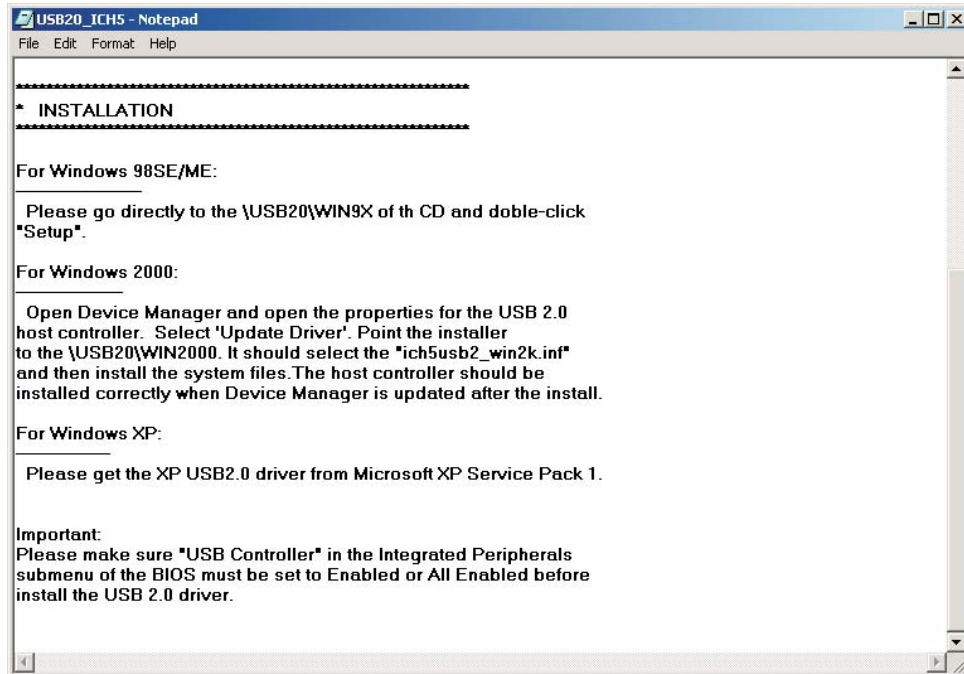 USB20_ICH5 - Notepad
File Edit Format Help
************************************************************
* INSTALLATION
************************************************************
For Windows 98SE/ME:
Please go directly to the \USB20\WIN9X of th CD and doble-click
"Setup".
For Windows 2000:
Open Device Manager and open the properties for the USB 2.0
host controller. Select 'Update Driver'. Point the installer
to the \USB20\WIN2000. It should select the "ich5usb2_win2k.inf"
and then install the system files.The host controller should be
installed correctly when Device Manager is updated after the install.
For Windows XP:
Please get the XP USB2.0 driver from Microsoft XP Service Pack 1.
Important:
Please make sure "USB Controller" in the Integrated Peripherals
submenu of the BIOS must be set to Enabled or All Enabled before
install the USB 2.0 driver.